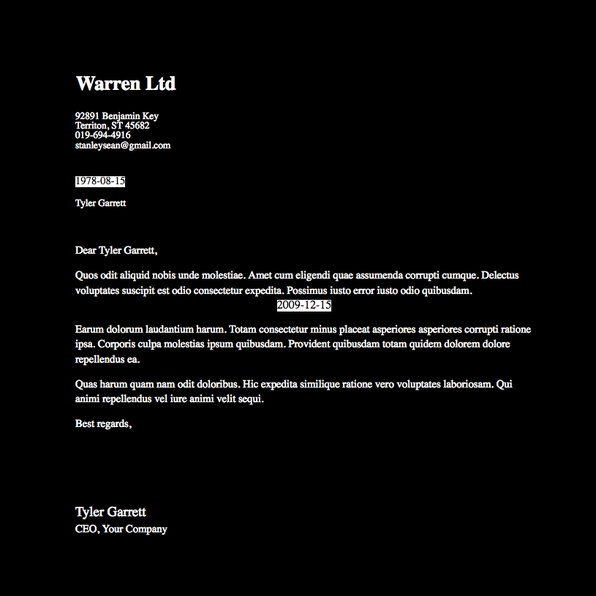 Warren Ltd
92891 Benjamin Key
Territon, ST 45682
019-694-4916
stanleysean@gmail.com
1978-08-15
Tyler Garrett
Dear Tyler Garrett,
Quos odit aliquid nobis unde molestiae. Amet cum eligendi quae assumenda corrupti cumque. Delectus
voluptates suscipit est odio consectetur expedita. Possimus iusto error iusto odio quibusdam.
2009-12-15
Earum dolorum laudantium harum. Totam consectetur minus placeat asperiores asperiores corrupti ratione
ipsa. Corporis culpa molestias ipsum quibusdam. Provident quibusdam totam quidem dolorem dolore
repellendus ea.
Quas harum quam nam odit doloribus. Hic expedita similique ratione vero voluptates laboriosam. Qui
animi repellendus vel iure animi velit sequi.
Best regards,
Tyler Garrett
CEO, Your Company